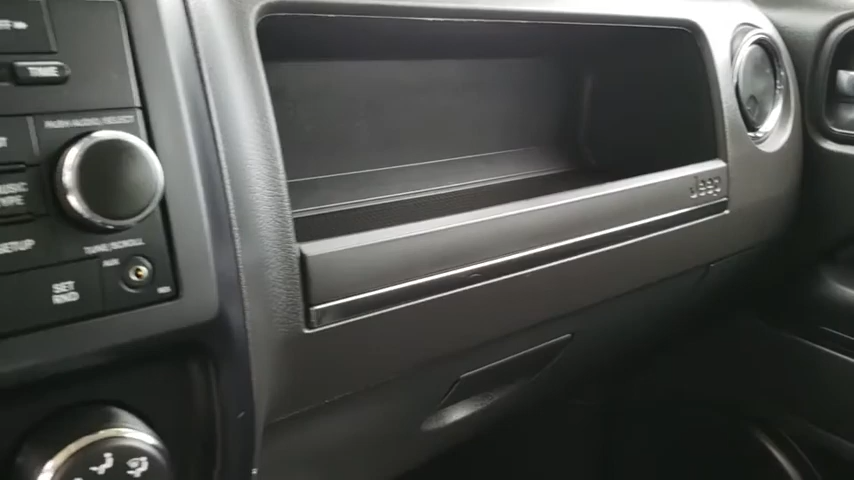 TIME
PUSH AUDIO/SELECT
MUSIC
TYPE
SETUP
TUNE/SCROLL
AUX
SET
RND
Jeep